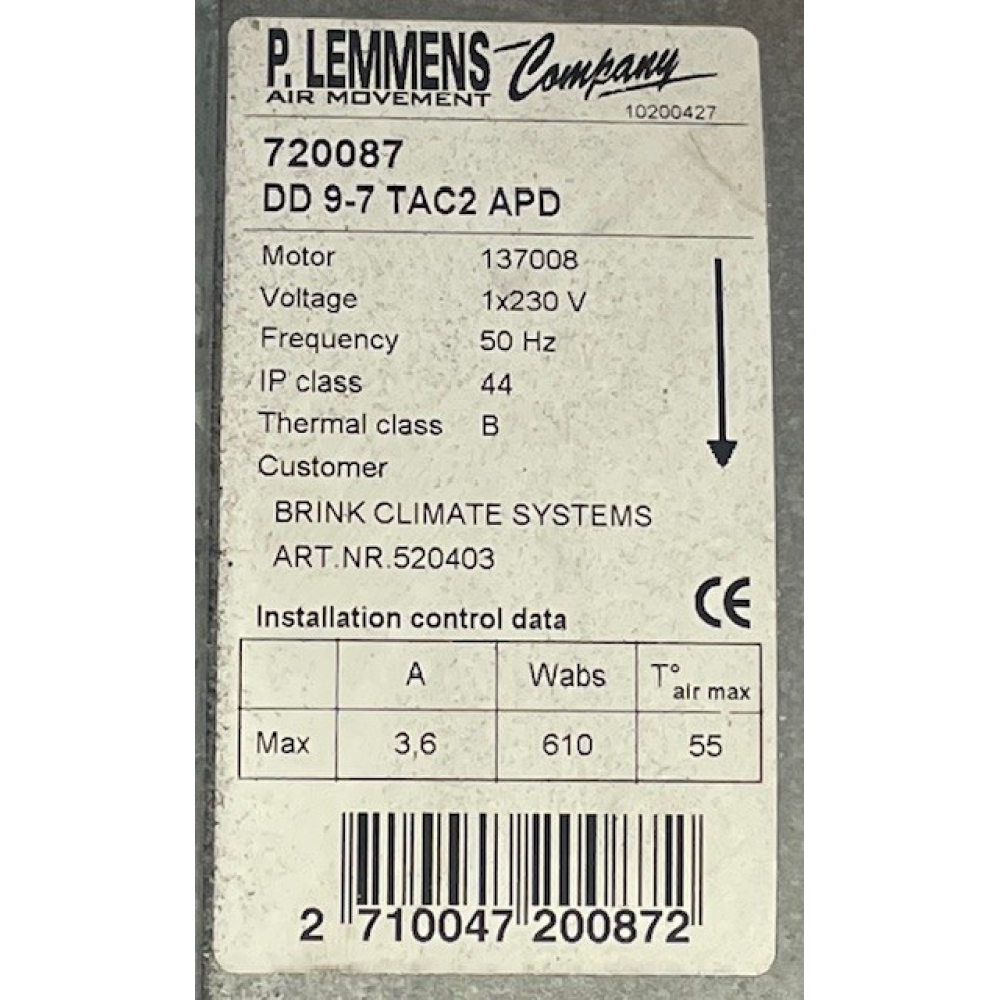 P. LEMMENS Company
AIR MOVEMENT
10200427
720087
DD 9-7 TAC2 APD
Motor 137008
Voltage 1x230 V
Frequency 50 Hz
IP class 44
Thermal class B
Customer
BRINK CLIMATE SYSTEMS
ART.NR.520403
CE
Installation control data
A Wabs T° air max
Max 3,6 610 55
2 710047 200872